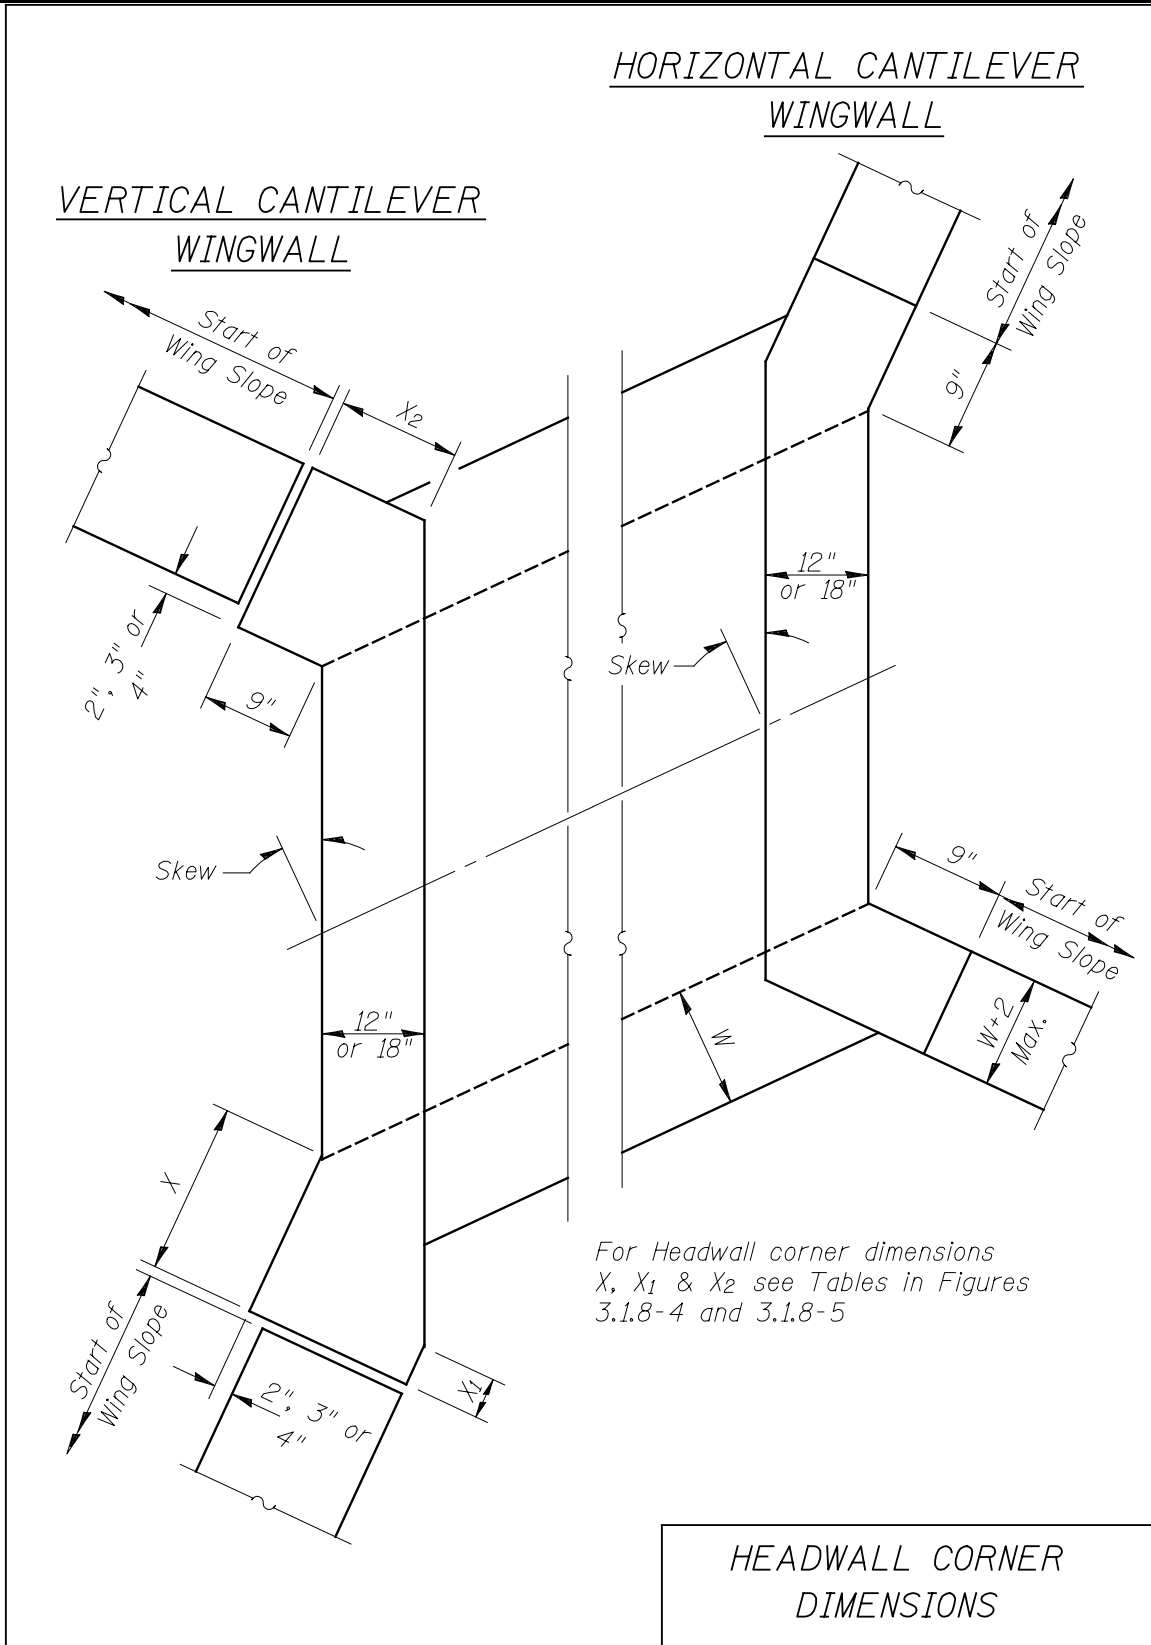 HORIZONTAL CANTILEVER
WINGWALL
VERTICAL CANTILEVER
WINGWALL
Start of
Wing Slope
X2
Start of
Wing Slope
9"
12"
or 18"
2", 3" or
4"
9"
Skew
Skew
9"
Start of
Wing Slope
12"
or 18"
W
W+2
Max.
X
Start of
Wing Slope
2", 3" or
4"
X1
For Headwall corner dimensions
X, X1 & X2 see Tables in Figures
3.1.8-4 and 3.1.8-5
HEADWALL CORNER
DIMENSIONS